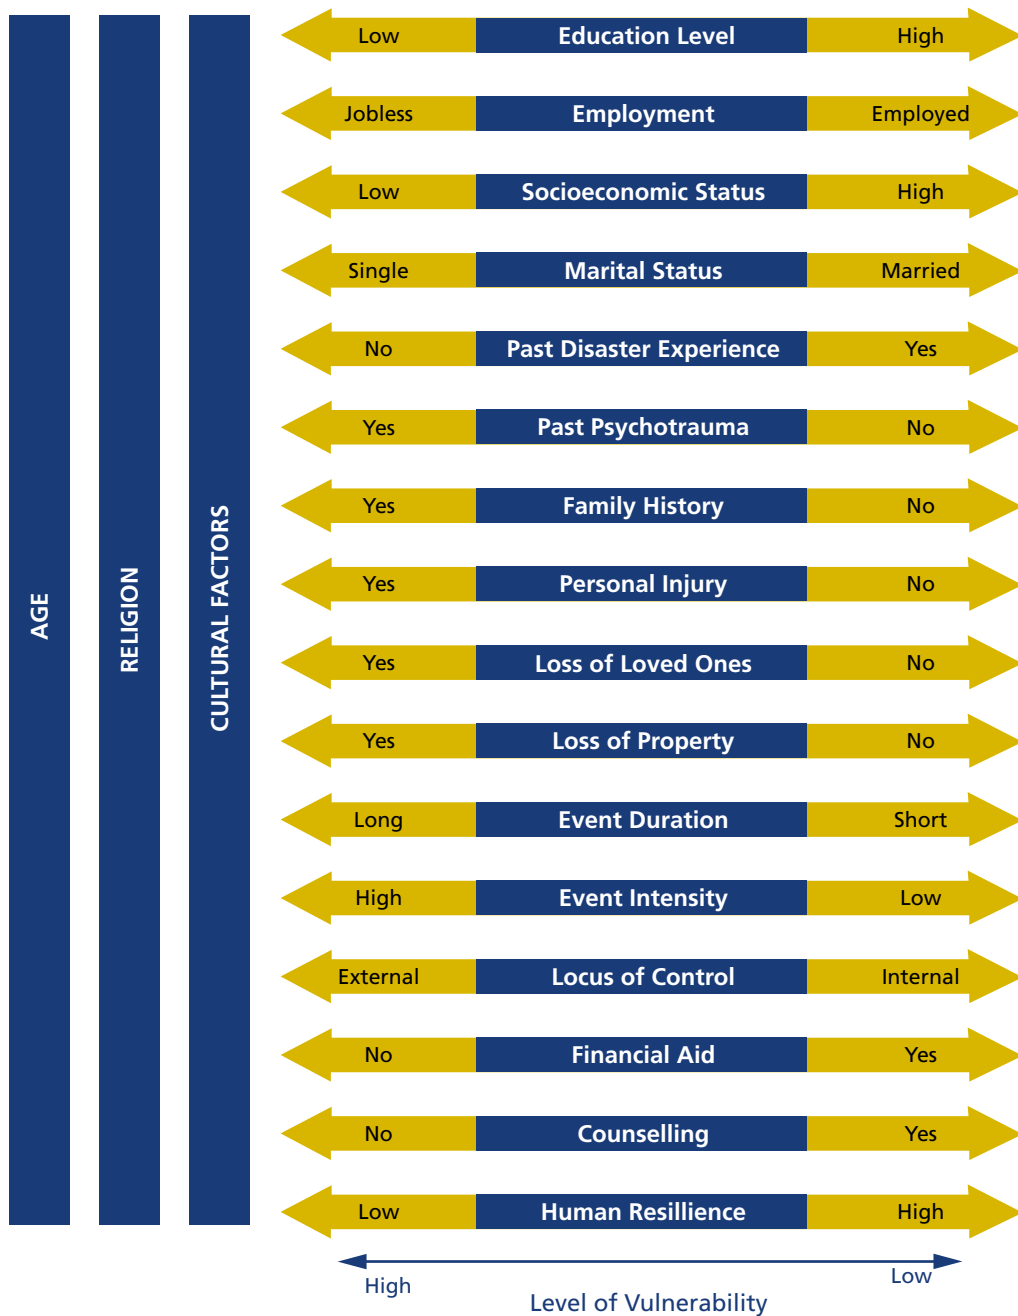 AGE
RELIGION
CULTURAL FACTORS
Low Education Level High
Jobless Employment Employed
Low Socioeconomic Status High
Single Marital Status Married
No Past Disaster Experience Yes
Yes Past Psychotrauma No
Yes Family History No
Yes Personal Injury No
Yes Loss of Loved Ones No
Yes Loss of Property No
Long Event Duration Short
High Event Intensity Low
External Locus of Control Internal
No Financial Aid Yes
No Counselling Yes
Low Human Resillience High
High Low
Level of Vulnerability